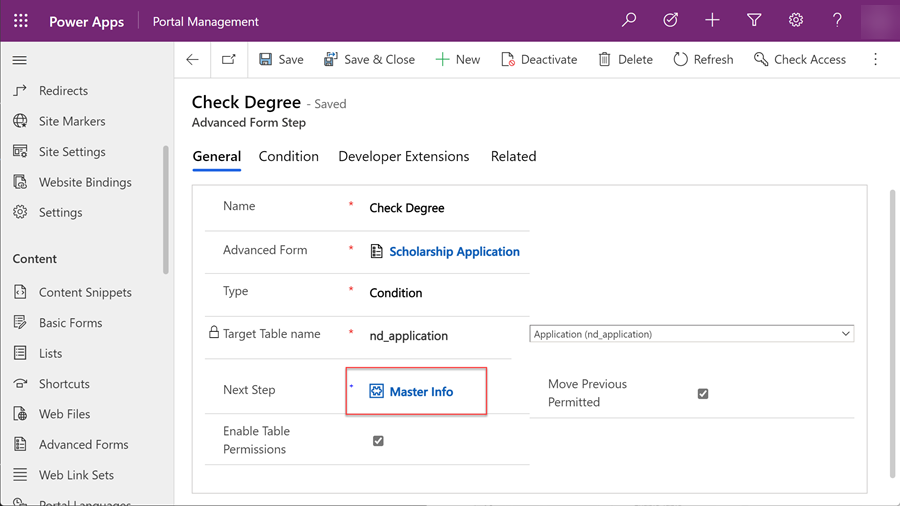 Power Apps Portal Management
Save Save & Close New Deactivate Delete Refresh Check Access
Redirects
Site Markers
Site Settings
Website Bindings
Settings
Content
Content Snippets
Basic Forms
Lists
Shortcuts
Web Files
Advanced Forms
Web Link Sets
Portal Languages
Check Degree - Saved
Advanced Form Step
General Condition Developer Extensions Related
Name * Check Degree
Advanced Form * Scholarship Application
Type * Condition
Target Table name * nd_application Application (nd_application)
Next Step + Master Info
Move Previous
Permitted
Enable Table
Permissions